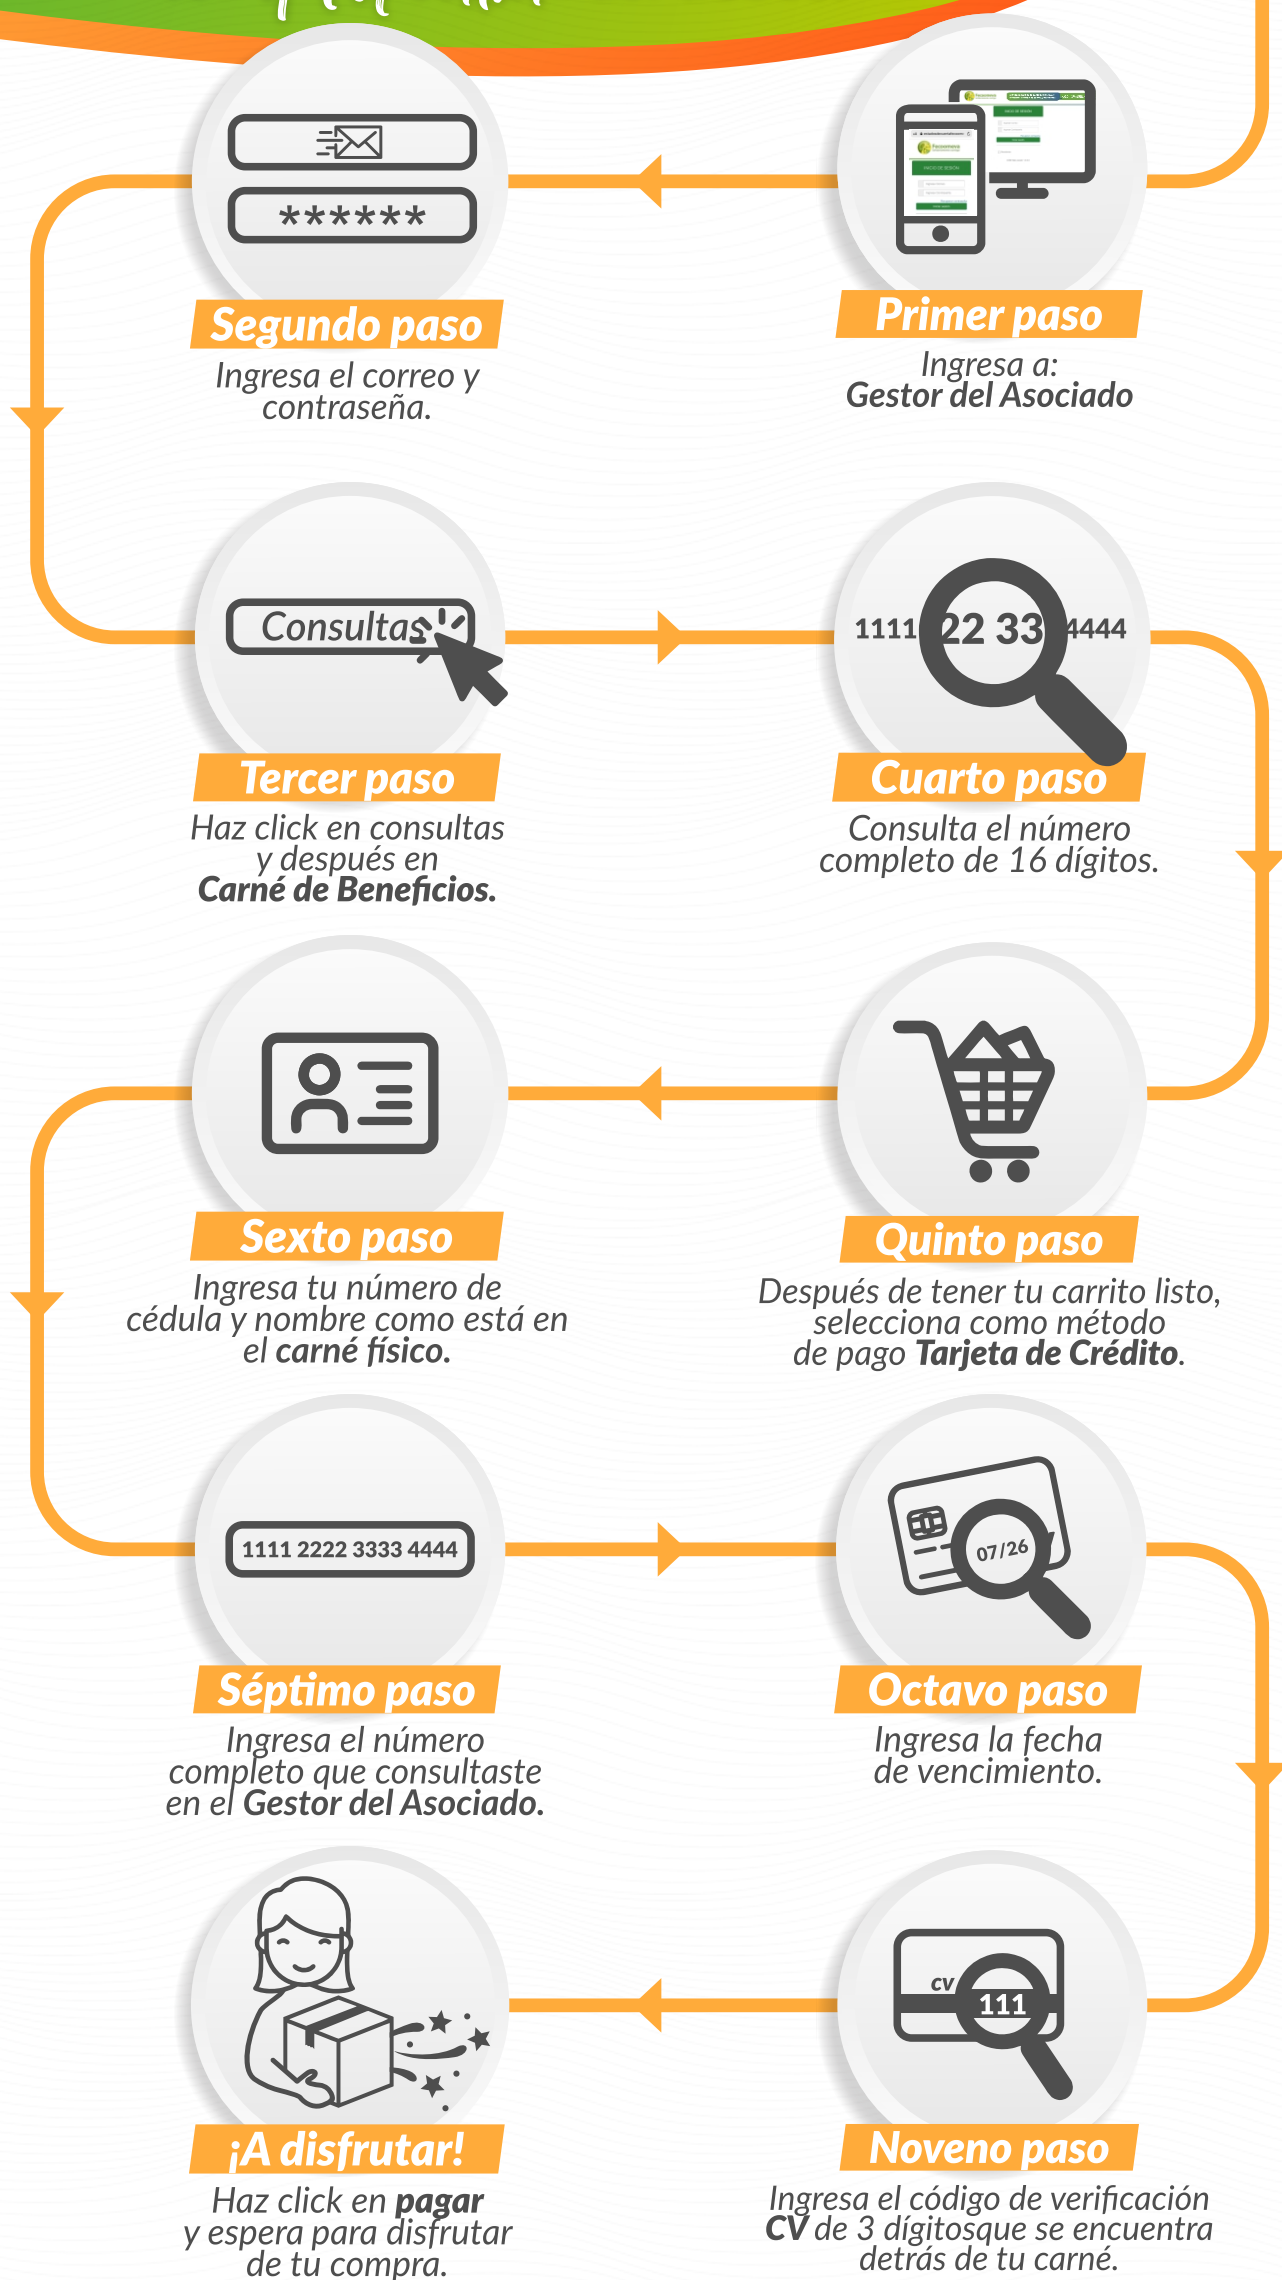 Primer paso
Ingresa a:
Gestor del Asociado
******
Segundo paso
Ingresa el correo y
contraseña.
Consultas
Tercer paso
Haz click en consultas
y después en
Carné de Beneficios.
1111 22 33 4444
Cuarto paso
Consulta el número
completo de 16 dígitos.
Quinto paso
Después de tener tu carrito listo,
selecciona como método
de pago Tarjeta de Crédito.
Sexto paso
Ingresa tu número de
cédula y nombre como está en
el carné físico.
1111 2222 3333 4444
Séptimo paso
Ingresa el número
completo que consultaste
en el Gestor del Asociado.
07/26
Octavo paso
Ingresa la fecha
de vencimiento.
cv
111
Noveno paso
Ingresa el código de verificación
CV de 3 dígitosque se encuentra
detrás de tu carné.
¡A disfrutar!
Haz click en pagar
y espera para disfrutar
de tu compra.